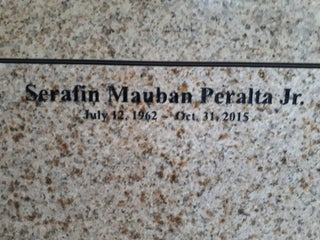 Serafin Mauban Peralta Jr.
July 12, 1962 Oct. 31, 2015